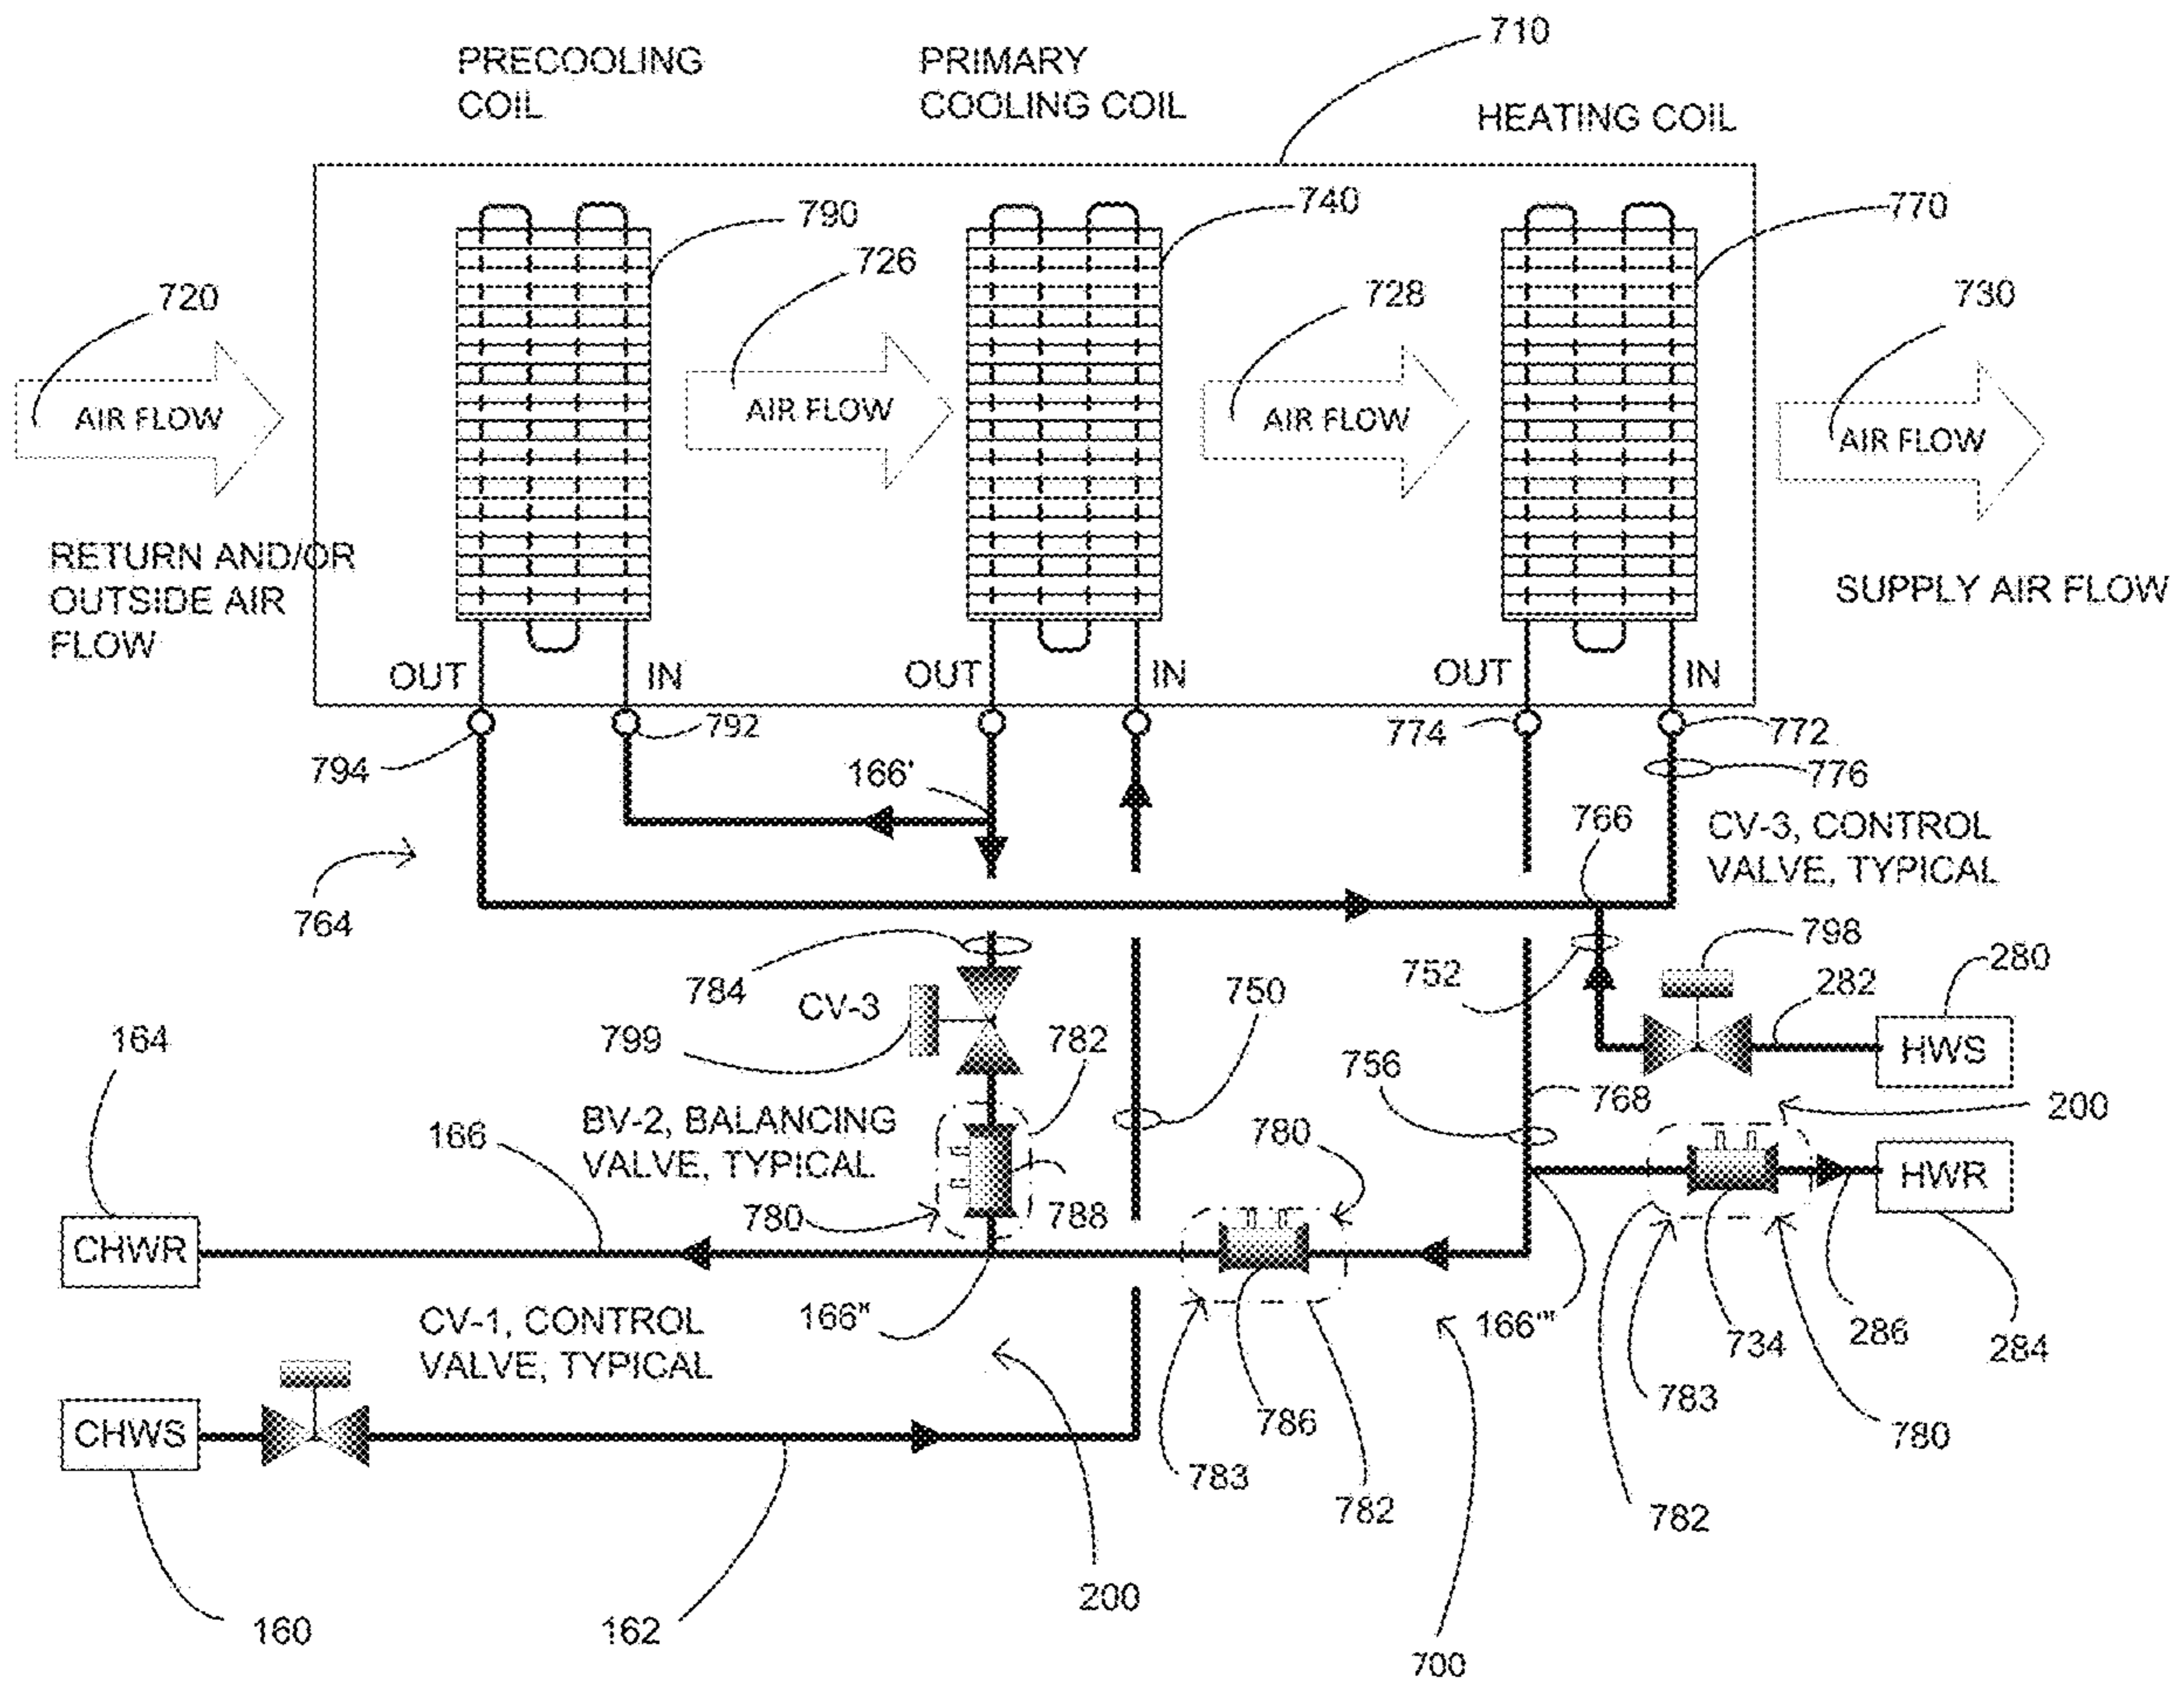 710
PRECOOLING
COIL
PRIMARY
COOLING COIL
HEATING COIL
790
740
770
726
720
728
730
AIR FLOW
AIR FLOW
AIR FLOW
AIR FLOW
RETURN AND/OR
OUTSIDE AIR
FLOW
SUPPLY AIR FLOW
OUT
IN
OUT
IN
OUT
IN
792
774
772
794
166'
776
766
CV-3, CONTROL
VALVE, TYPICAL
764
798
784
CV-3
750
752
282
280
164
799
782
HWS
756
768
200
BV-2, BALANCING
VALVE, TYPICAL
166
780
HWR
780
788
CHWR
166"
CV-1, CONTROL
VALVE, TYPICAL
166'"
734
286
284
783
786
780
CHWS
783
782
782
200
160
162
700